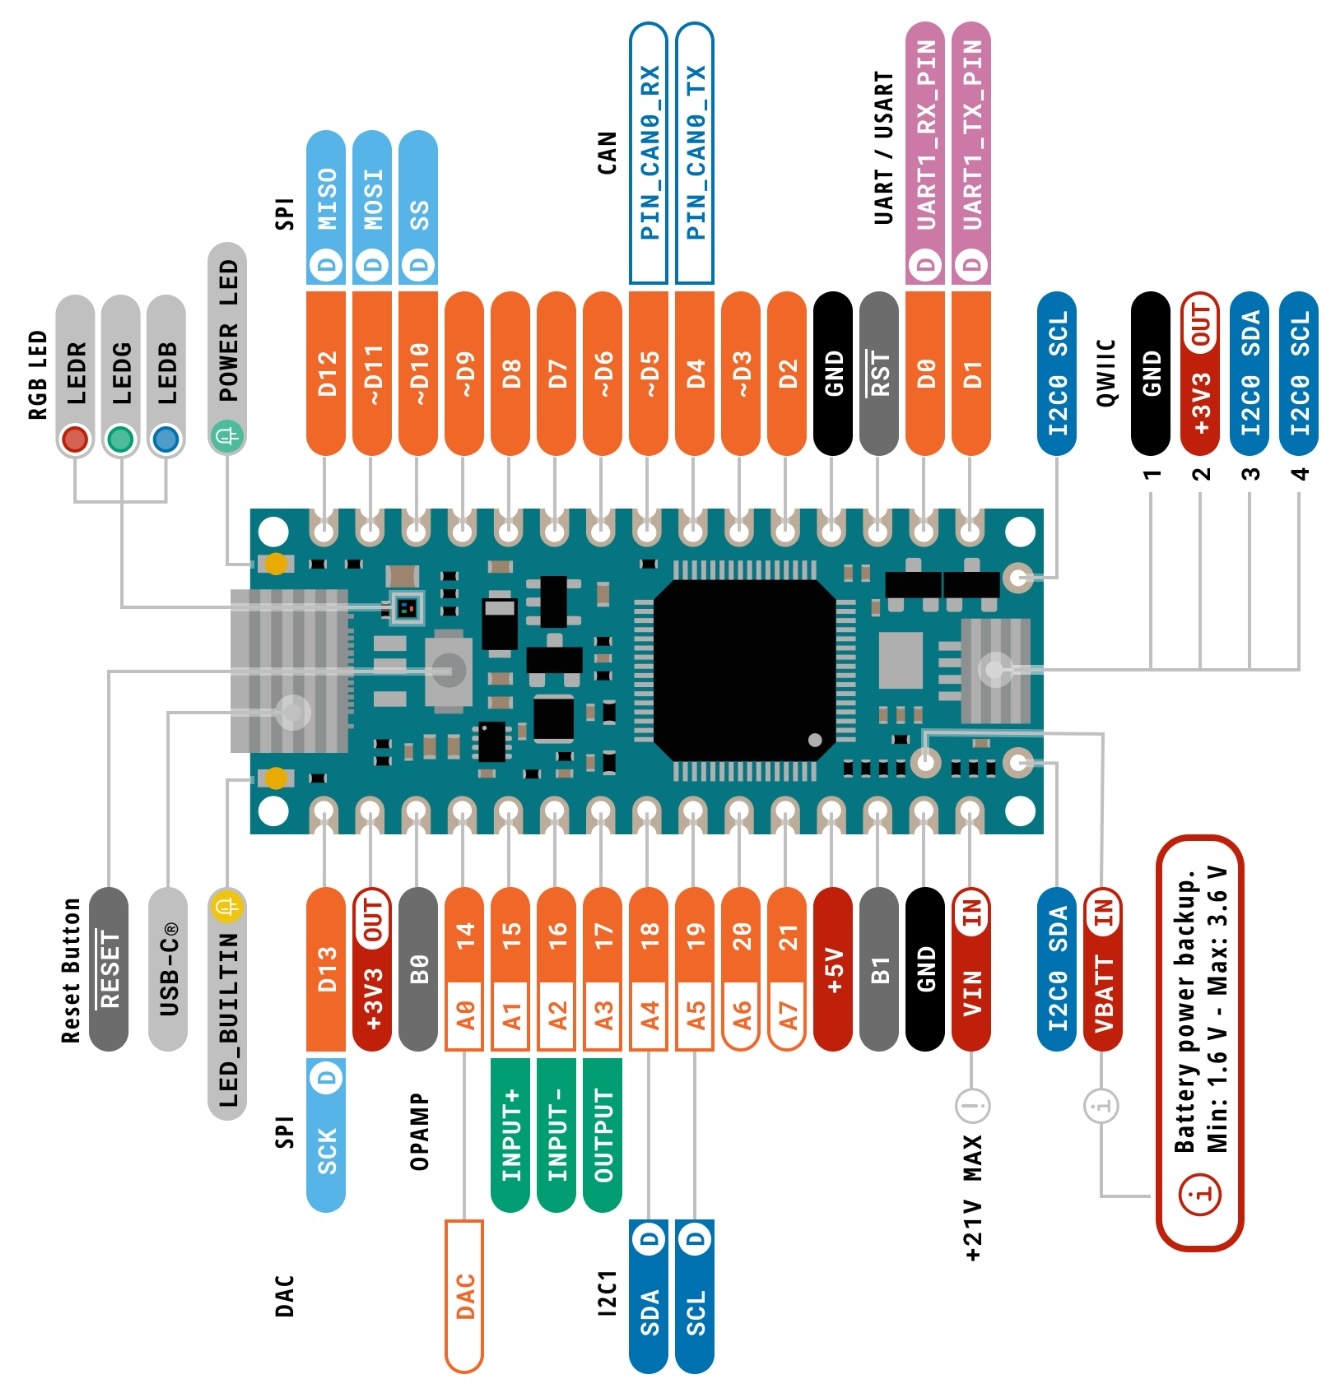 RGB LED
LEDR
LEDG
LEDB
POWER LED
SPI
D MISO
D MOSI
D SS
CAN
PIN_CAN0_RX
PIN_CAN0_TX
UART / USART
D UART1_RX_PIN
D UART1_TX_PIN
D12
~D11
~D10
~D9
D8
D7
~D6
~D5
D4
~D3
D2
GND
RST
D0
D1
I2C0 SCL
QWIIC
1 GND
2 +3V3 OUT
3 I2C0 SDA
4 I2C0 SCL
Reset Button
RESET
USB-C®
LED_BUILTIN
D13
+3V3 OUT
B0
A0 14
A1 15
A2 16
A3 17
A4 18
A5 19
A6 20
A7 21
+5V
B1
GND
VIN IN
I2C0 SDA
VBATT IN
SPI
SCK D
OPAMP
INPUT+
INPUT-
OUTPUT
+21V MAX !
i
DAC
DAC
I2C1
SDA D
SCL D
i
Battery power backup.
Min: 1.6 V - Max: 3.6 V